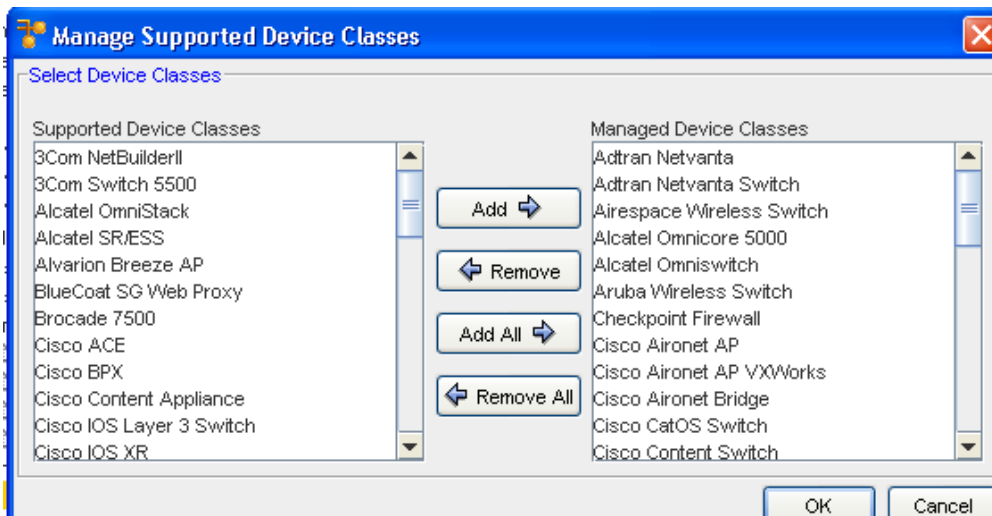 Manage Supported Device Classes
Select Device Classes
Supported Device Classes
3Com NetBuilderII
3Com Switch 5500
Alcatel OmniStack
Alcatel SR/ESS
Alvarion Breeze AP
BlueCoat SG Web Proxy
Brocade 7500
Cisco ACE
Cisco BPX
Cisco Content Appliance
Cisco IOS Layer 3 Switch
Cisco IOS XR
Add
Remove
Add All
Remove All
Managed Device Classes
Adtran Netvanta
Adtran Netvanta Switch
Airespace Wireless Switch
Alcatel Omnicore 5000
Alcatel Omniswitch
Aruba Wireless Switch
Checkpoint Firewall
Cisco Aironet AP
Cisco Aironet AP VXWorks
Cisco Aironet Bridge
Cisco CatOS Switch
Cisco Content Switch
OK
Cancel